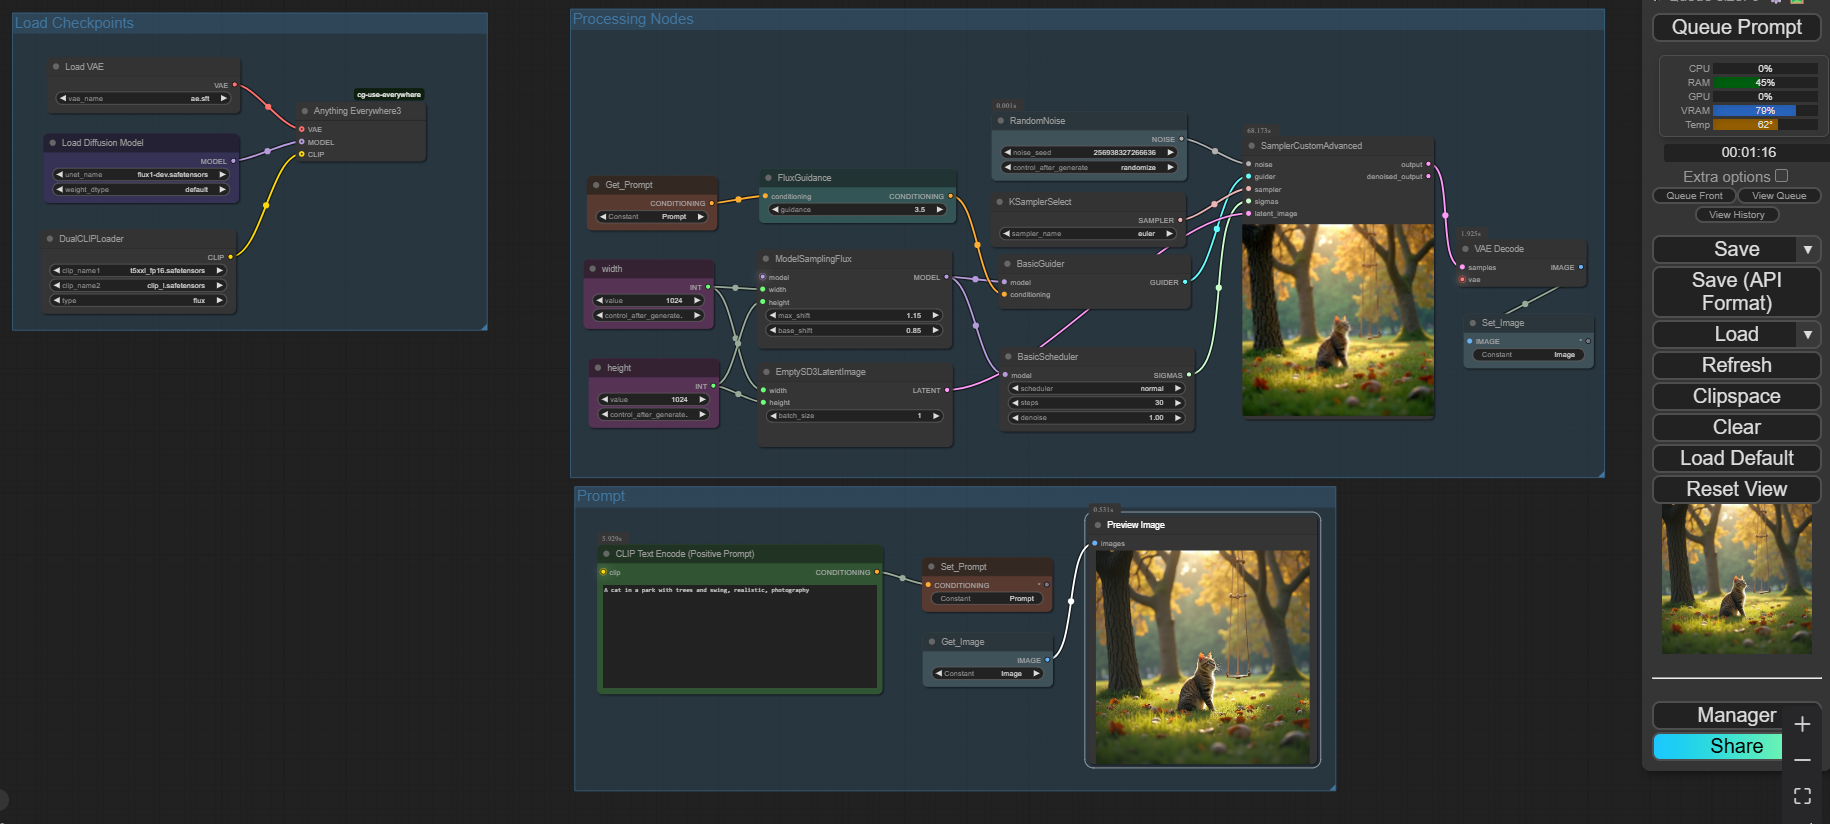 Load Checkpoints
Load VAE
VAE
vae_name ae.sft
cg-use-everywhere
Anything Everywhere3
VAE
MODEL
CLIP
Load Diffusion Model
MODEL
unet_name flux1-dev.safetensors
weight_dtype default
DualCLIPLoader
CLIP
clip_name1 t5xxl_fp16.safetensors
clip_name2 clip_l.safetensors
type flux
Processing Nodes
Get_Prompt
CONDITIONING
Constant Prompt
FluxGuidance
conditioning CONDITIONING
guidance 3.5
width
INT
value 1024
control_after_generate.
height
INT
value 1024
control_after_generate.
ModelSamplingFlux
model MODEL
width
height
max_shift 1.15
base_shift 0.85
EmptySD3LatentImage
width LATENT
height
batch_size 1
0.001s
RandomNoise
NOISE
noise_seed 256938327266636
control_after_generate randomize
KSamplerSelect
SAMPLER
sampler_name euler
BasicGuider
model GUIDER
conditioning
BasicScheduler
model SIGMAS
scheduler normal
steps 30
denoise 1.00
68.173s
SamplerCustomAdvanced
noise output
guider denoised_output
sampler
sigmas
latent_image
1.925s
VAE Decode
samples IMAGE
vae
Set_Image
IMAGE *
Constant Image
Prompt
5.929s
CLIP Text Encode (Positive Prompt)
clip CONDITIONING
A cat in a park with trees and swing, realistic, photography
Set_Prompt
CONDITIONING *
Constant Prompt
Get_Image
IMAGE
Constant Image
0.531s
Preview Image
images
Queue Prompt
CPU 0%
RAM 45%
GPU 0%
VRAM 79%
Temp 62°
00:01:16
Extra options
Queue Front View Queue
View History
Save
Save (API
Format)
Load
Refresh
Clipspace
Clear
Load Default
Reset View
Manager
Share